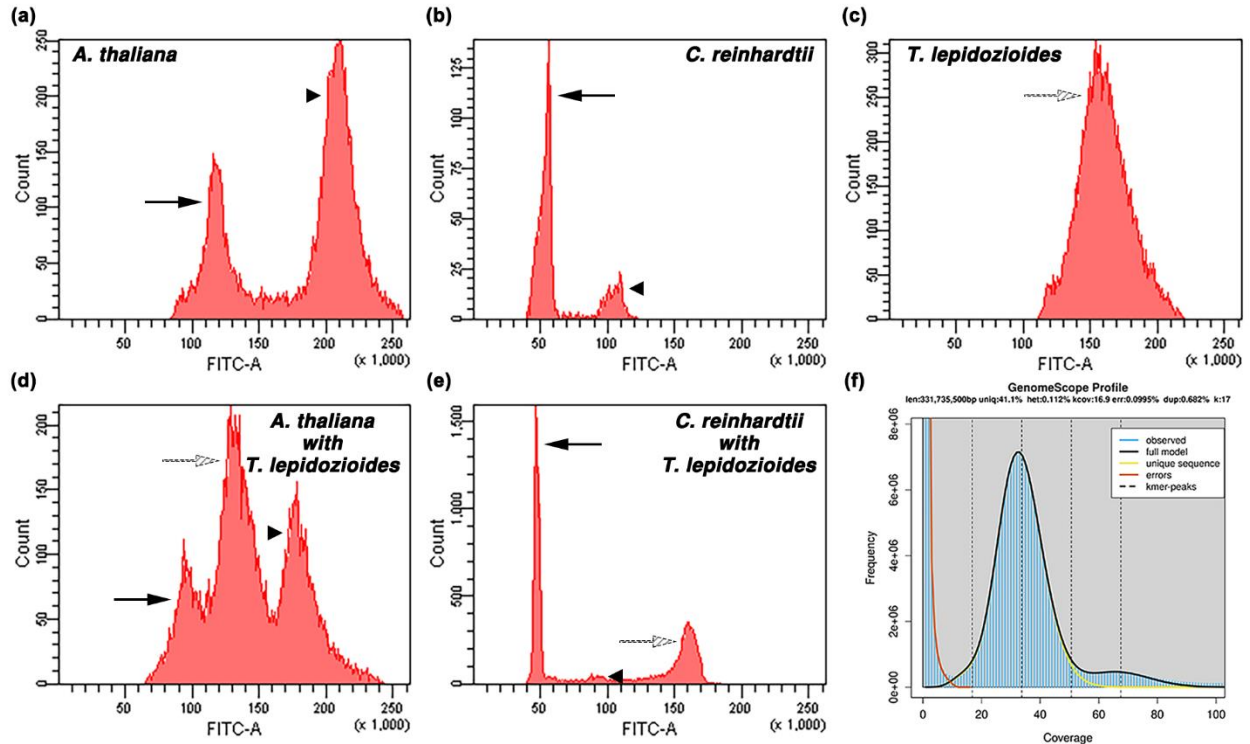 (a)
A. thaliana
250
200
150
100
50
0
Count
50 100 150 200 250
FITC-A (x 1,000)
(b)
C. reinhardtii
125
100
75
50
25
0
Count
50 100 150 200 250
FITC-A (x 1,000)
(c)
T. lepidozioides
300
250
200
150
100
50
0
Count
50 100 150 200 250
FITC-A (x 1,000)
(d)
A. thaliana
with
T. lepidozioides
200
150
100
50
0
Count
50 100 150 200 250
FITC-A (x 1,000)
(e)
C. reinhardtii
with
T. lepidozioides
1,500
1,000
500
0
Count
50 100 150 200 250
FITC-A (x 1,000)
(f)
GenomeScope Profile
len:331,735,500bp uniq:41.1% het:0.112% kcov:16.9 err:0.0995% dup:0.682% k:17
observed
full model
unique sequence
errors
kmer-peaks
8e+06
6e+06
4e+06
2e+06
0e+00
Frequency
0 20 40 60 80 100
Coverage